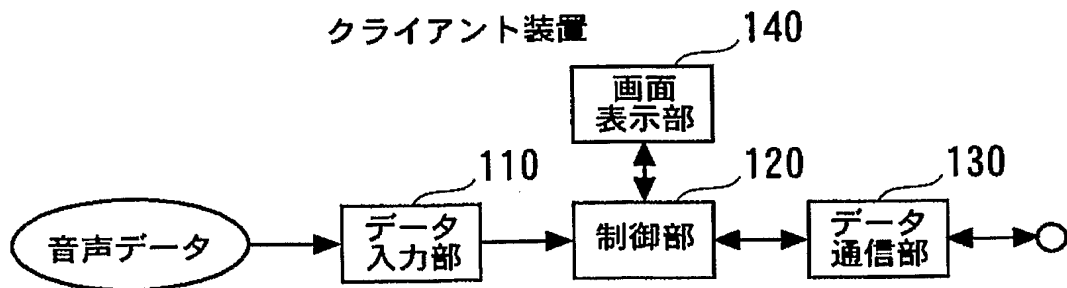 クライアント装置
140
画面
表示部
110
120
130
音声データ
データ
入力部
制御部
データ
通信部